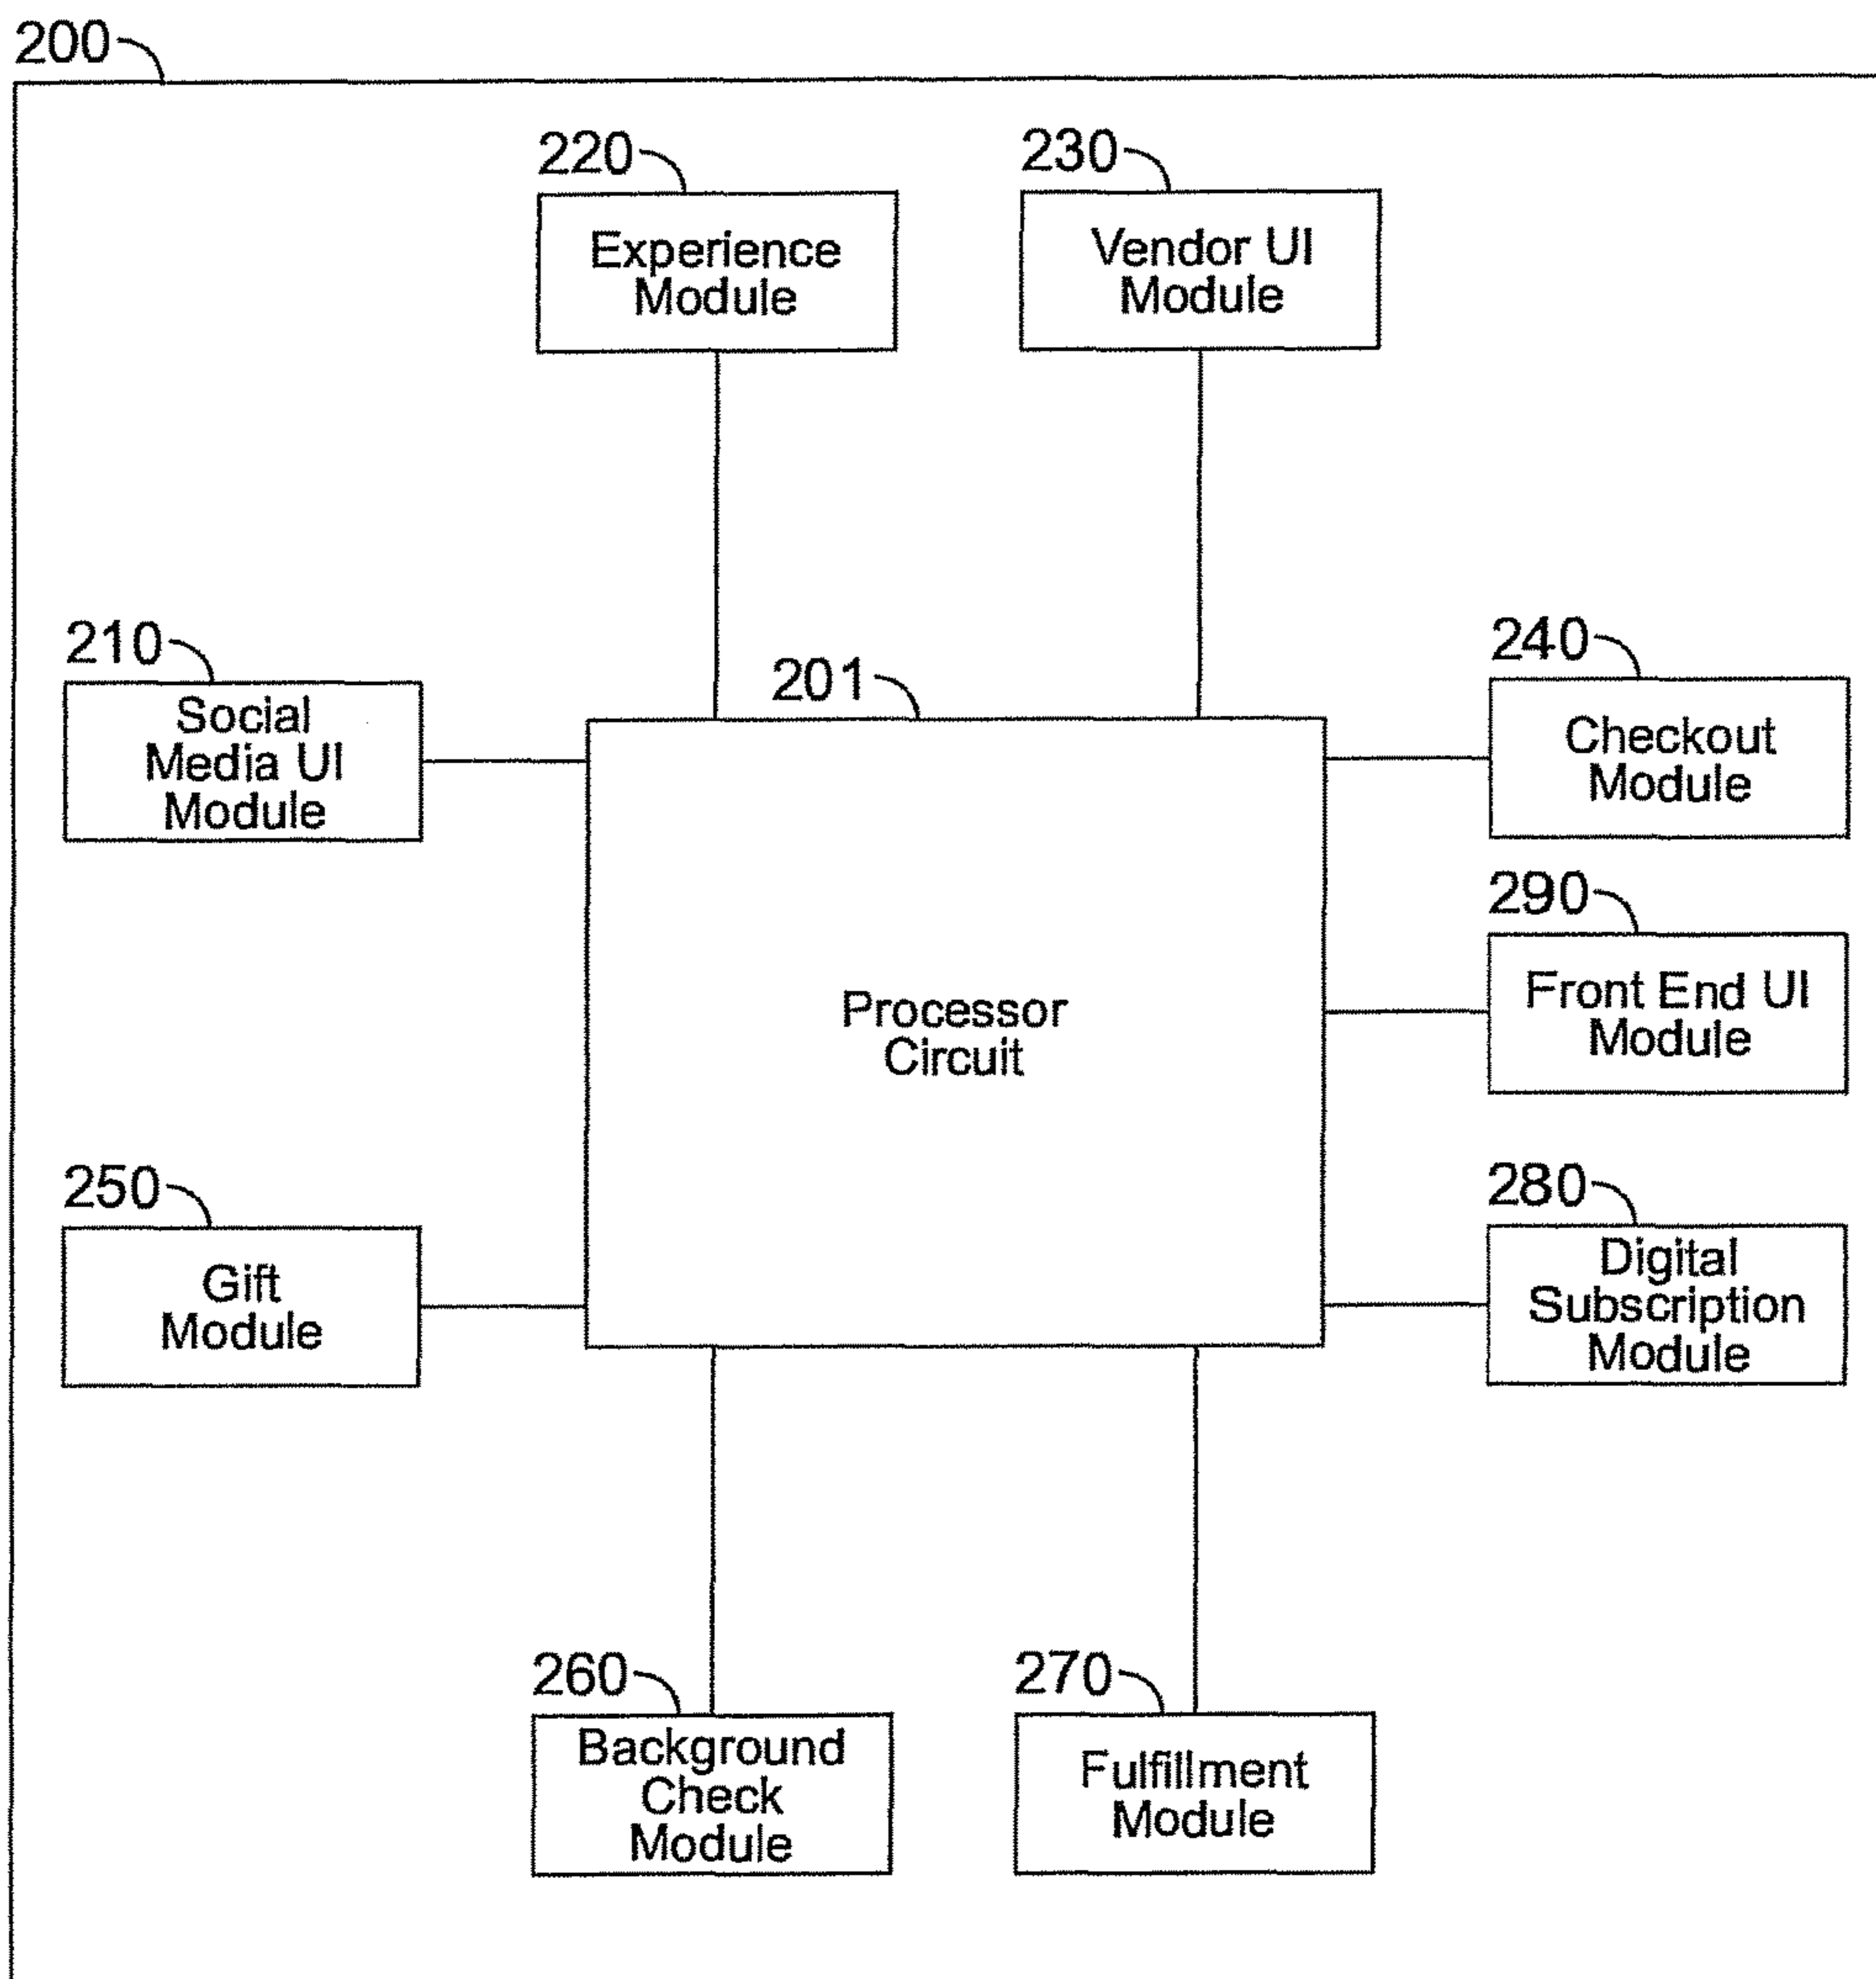 200
220
Experience
Module
230
Vendor UI
Module
210
Social
Media UI
Module
201
Processor
Circuit
240
Checkout
Module
290
Front End UI
Module
250
Gift
Module
280
Digital
Subscription
Module
260
Background
Check
Module
270
Fulfillment
Module